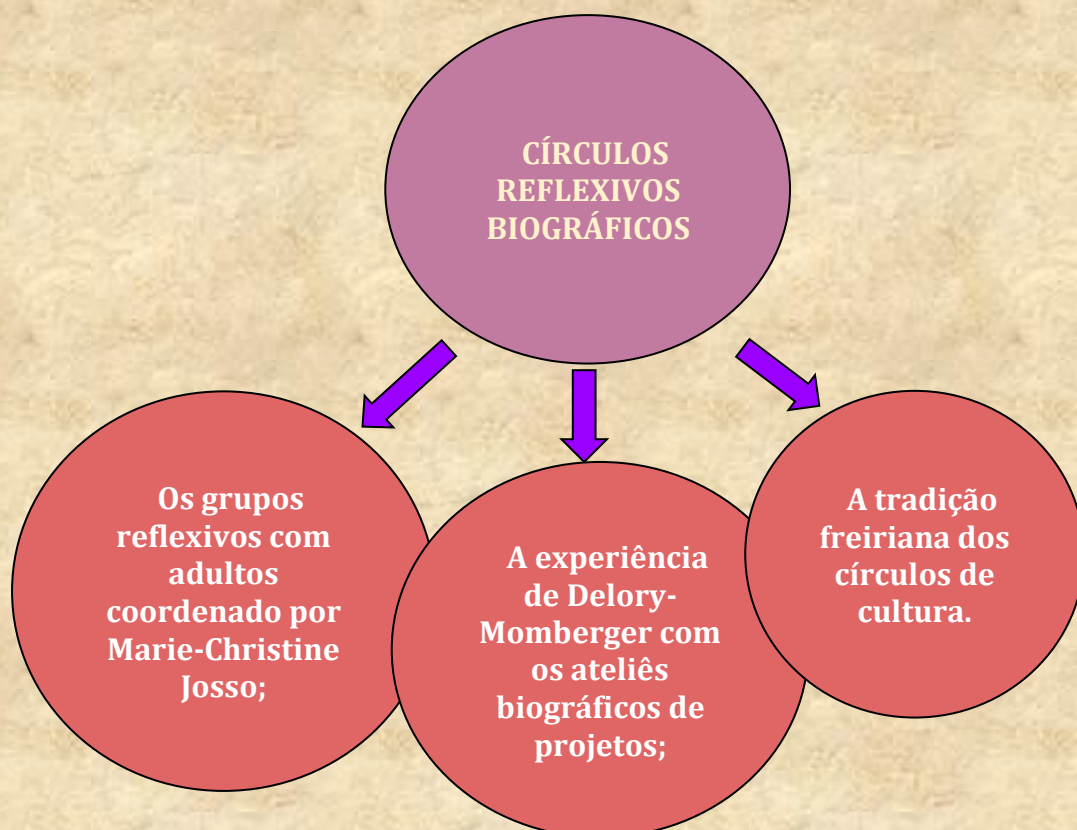 CÍRCULOS
REFLEXIVOS
BIOGRÁFICOS
Os grupos
reflexivos com
adultos
coordenado por
Marie-Christine
Josso;
A experiência
de Delory-
Momberger com
os ateliês
biográficos de
projetos;
A tradição
freiriana dos
círculos de
cultura.